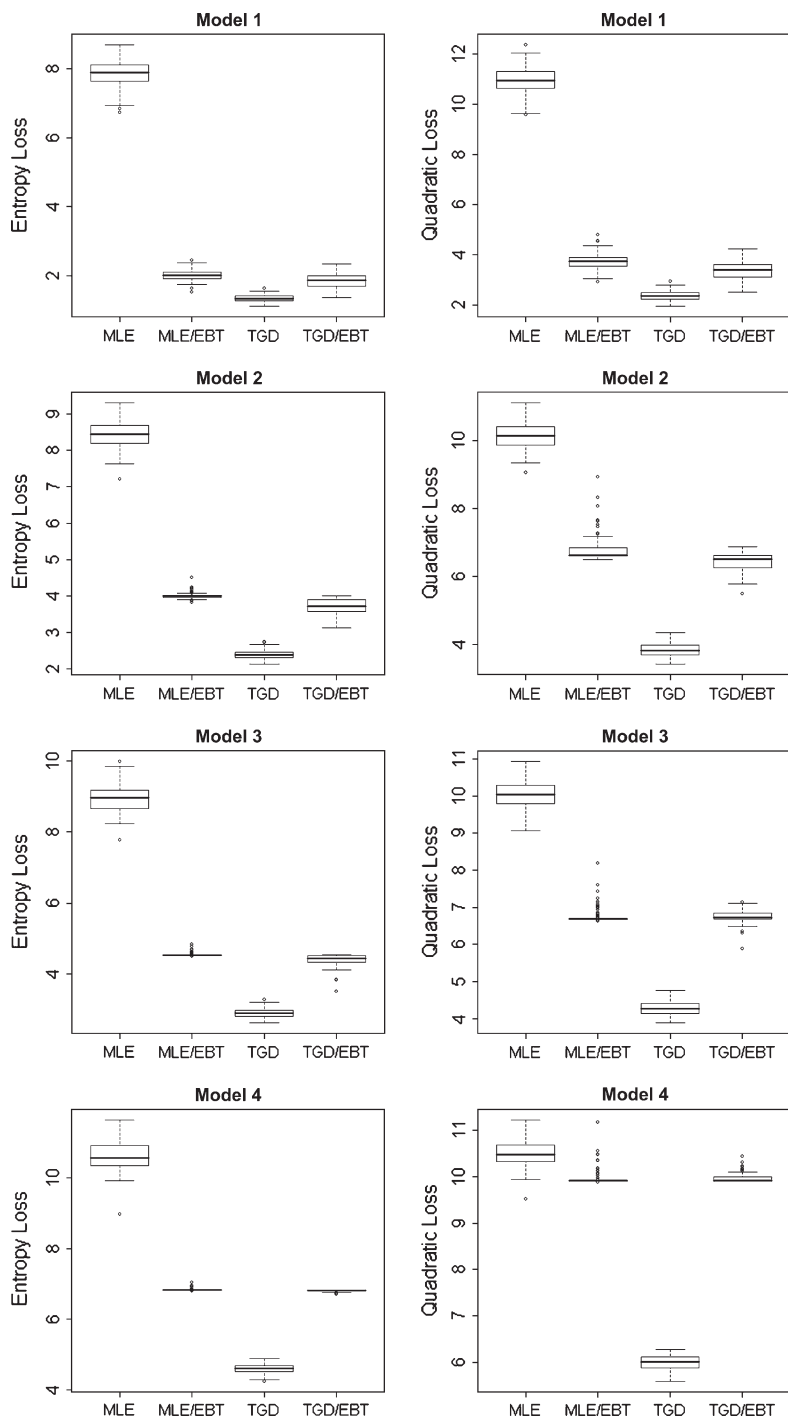 Model 1
Entropy Loss
8
6
4
2
MLE MLE/EBT TGD TGD/EBT
Model 1
Quadratic Loss
12
10
8
6
4
2
MLE MLE/EBT TGD TGD/EBT
Model 2
Entropy Loss
9
8
7
6
5
4
3
2
MLE MLE/EBT TGD TGD/EBT
Model 2
Quadratic Loss
10
8
6
4
MLE MLE/EBT TGD TGD/EBT
Model 3
Entropy Loss
10
8
6
4
MLE MLE/EBT TGD TGD/EBT
Model 3
Quadratic Loss
11
10
9
8
7
6
5
4
MLE MLE/EBT TGD TGD/EBT
Model 4
Entropy Loss
10
8
6
4
MLE MLE/EBT TGD TGD/EBT
Model 4
Quadratic Loss
11
10
9
8
7
6
MLE MLE/EBT TGD TGD/EBT